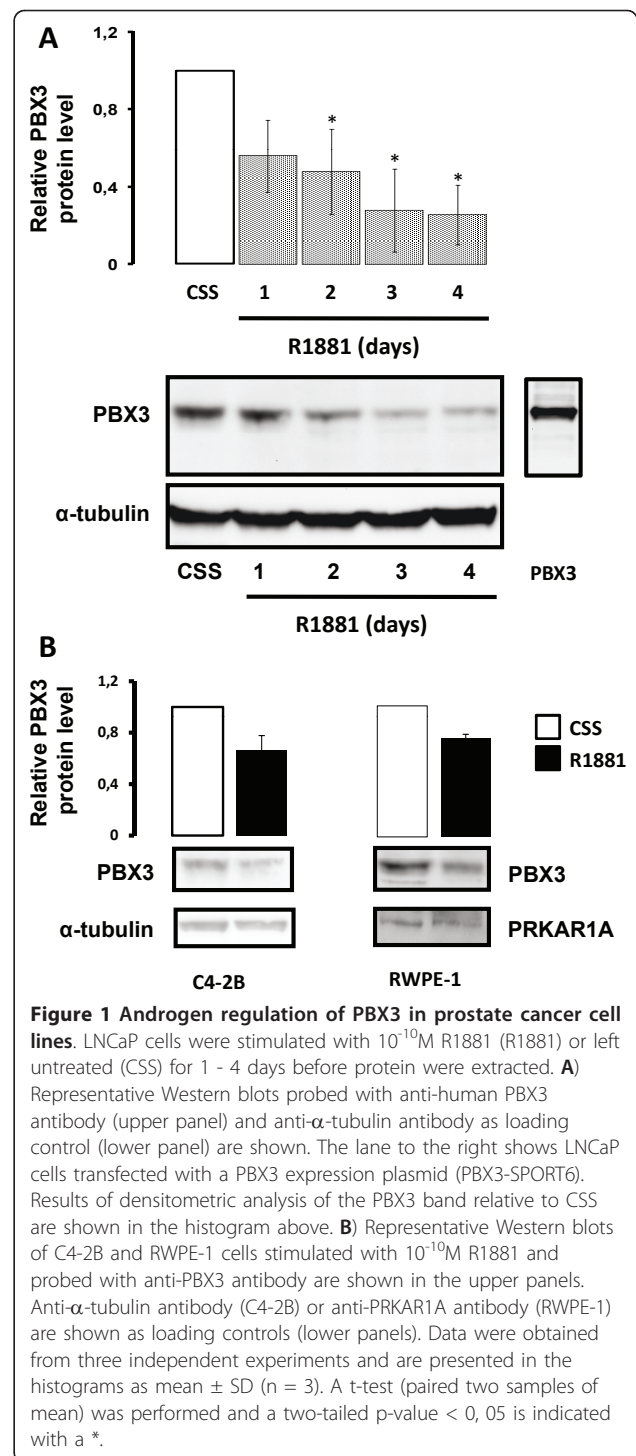 A
1,2
0,8
0,4
0
Relative PBX3
protein level
* * *
CSS 1 2 3 4
R1881 (days)
PBX3
α-tubulin
CSS 1 2 3 4 PBX3
R1881 (days)
B
1,2
0,8
0,4
0
Relative PBX3
protein level
CSS
R1881
PBX3 PBX3
α-tubulin PRKAR1A
C4-2B RWPE-1
Figure 1 Androgen regulation of PBX3 in prostate cancer cell
lines. LNCaP cells were stimulated with 10⁻¹⁰M R1881 (R1881) or left
untreated (CSS) for 1 - 4 days before protein were extracted. A)
Representative Western blots probed with anti-human PBX3
antibody (upper panel) and anti-α-tubulin antibody as loading
control (lower panel) are shown. The lane to the right shows LNCaP
cells transfected with a PBX3 expression plasmid (PBX3-SPORT6).
Results of densitometric analysis of the PBX3 band relative to CSS
are shown in the histogram above. B) Representative Western blots
of C4-2B and RWPE-1 cells stimulated with 10⁻¹⁰M R1881 and
probed with anti-PBX3 antibody are shown in the upper panels.
Anti-α-tubulin antibody (C4-2B) or anti-PRKAR1A antibody (RWPE-1)
are shown as loading controls (lower panels). Data were obtained
from three independent experiments and are presented in the
histograms as mean ± SD (n = 3). A t-test (paired two samples of
mean) was performed and a two-tailed p-value < 0, 05 is indicated
with a *.